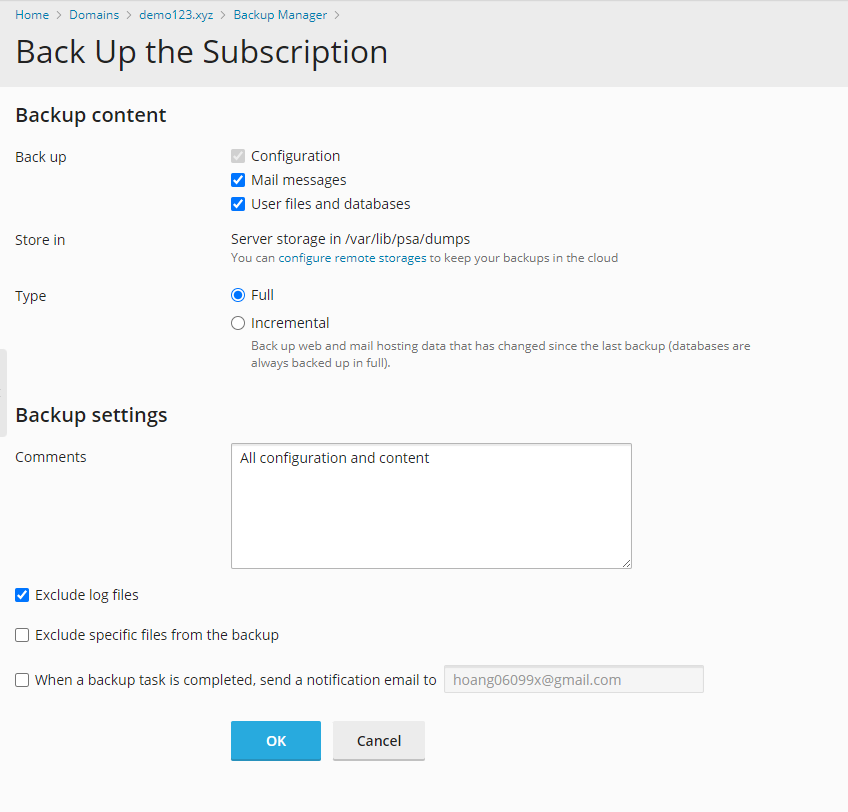 Home > Domains > demo123.xyz > Backup Manager >
Back Up the Subscription
Backup content
Back up
Configuration
Mail messages
User files and databases
Store in
Server storage in /var/lib/psa/dumps
You can configure remote storages to keep your backups in the cloud
Type
Full
Incremental
Back up web and mail hosting data that has changed since the last backup (databases are
always backed up in full).
Backup settings
Comments
All configuration and content
Exclude log files
Exclude specific files from the backup
When a backup task is completed, send a notification email to hoang06099x@gmail.com
OK Cancel